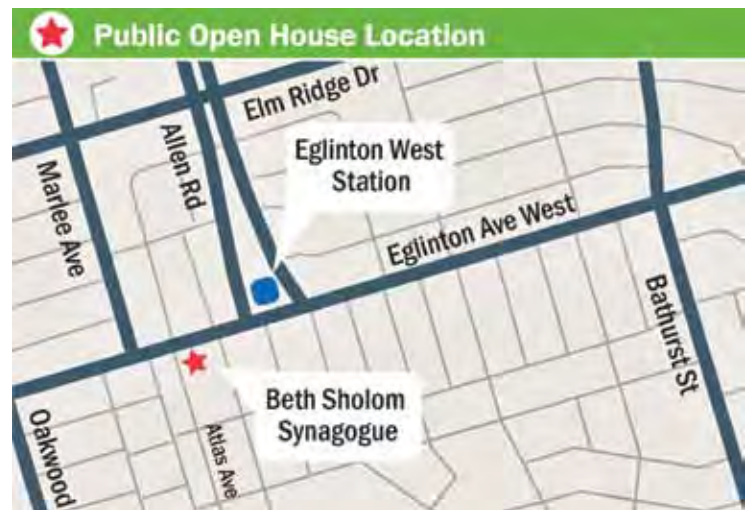 Public Open House Location
Elm Ridge Dr
Allen Rd
Marlee Ave
Eglinton West
Station
Eglinton Ave West
Bathurst St
Beth Sholom
Synagogue
Atlas Ave
Oakwood